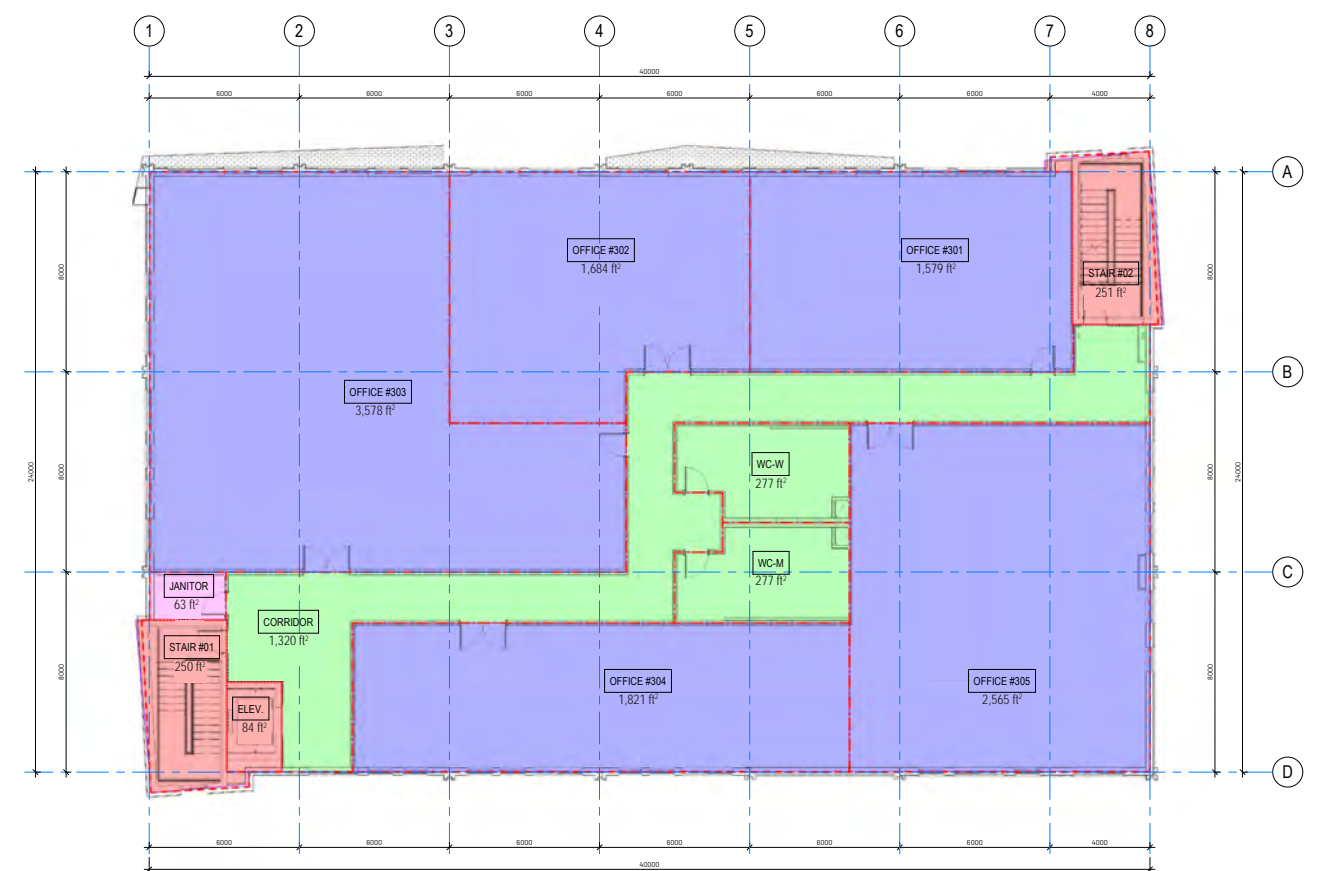 1 2 3 4 5 6 7 8
40000
6000 6000 6000 6000 6000 6000 4000
A
OFFICE #302
1,684 ft²
OFFICE #301
1,579 ft²
STAIR #02
251 ft²
8000
8000
B
OFFICE #303
3,578 ft²
WC-W
277 ft²
24000
8000
8000
24000
WC-M
277 ft²
C
JANITOR
63 ft²
CORRIDOR
1,320 ft²
STAIR #01
250 ft²
8000
8000
OFFICE #304
1,821 ft²
OFFICE #305
2,565 ft²
ELEV.
84 ft²
D
6000 6000 6000 6000 6000 6000 4000
40000